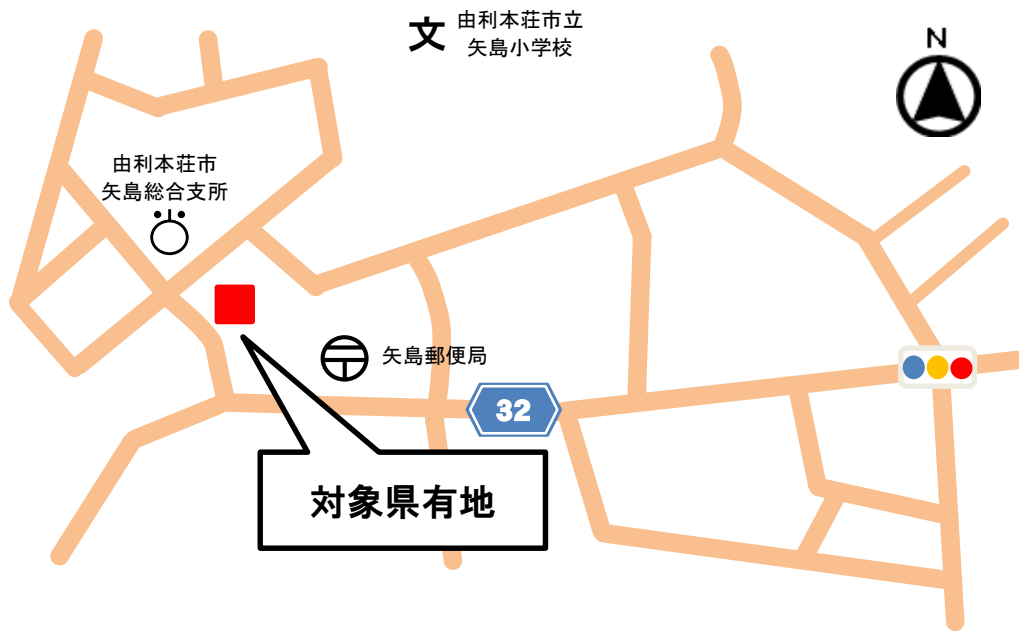 文
由利本荘市立
矢島小学校
N
由利本荘市
矢島総合支所
矢島郵便局
32
対象県有地